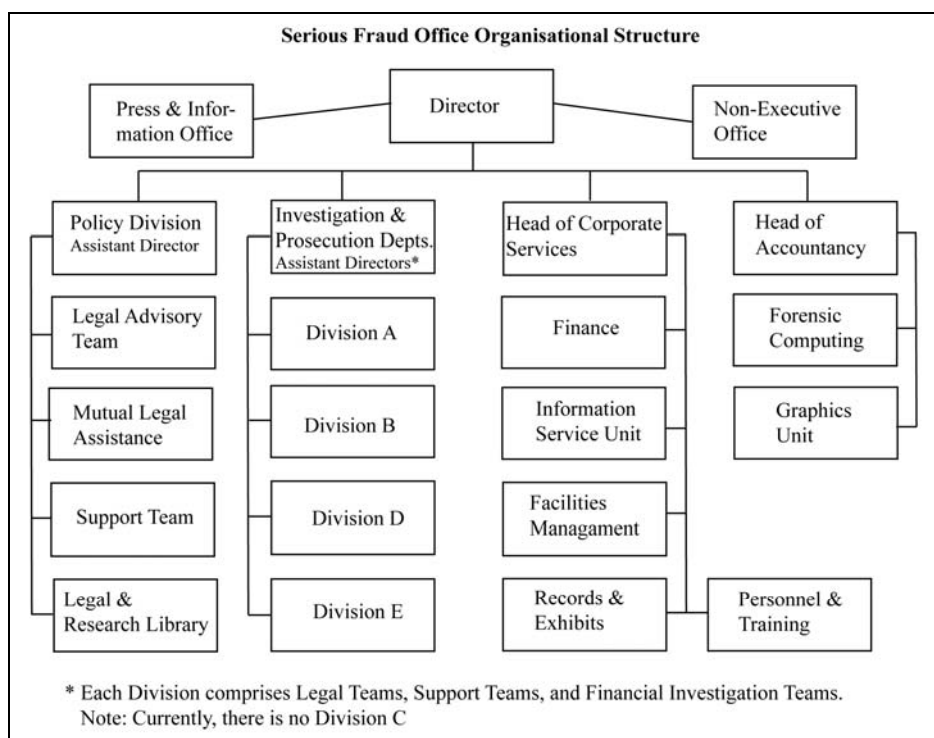 Serious Fraud Office Organisational Structure
Press & Infor-
mation Office
Director
Non-Executive
Office
Policy Division
Assistant Director
Investigation &
Prosecution Depts.
Assistant Directors*
Head of Corporate
Services
Head of
Accountancy
Legal Advisory
Team
Division A
Finance
Forensic
Computing
Mutual Legal
Assistance
Division B
Information
Service Unit
Graphics
Unit
Support Team
Division D
Facilities
Managament
Legal &
Research Library
Division E
Records &
Exhibits
Personnel &
Training
* Each Division comprises Legal Teams, Support Teams, and Financial Investigation Teams.
Note: Currently, there is no Division C